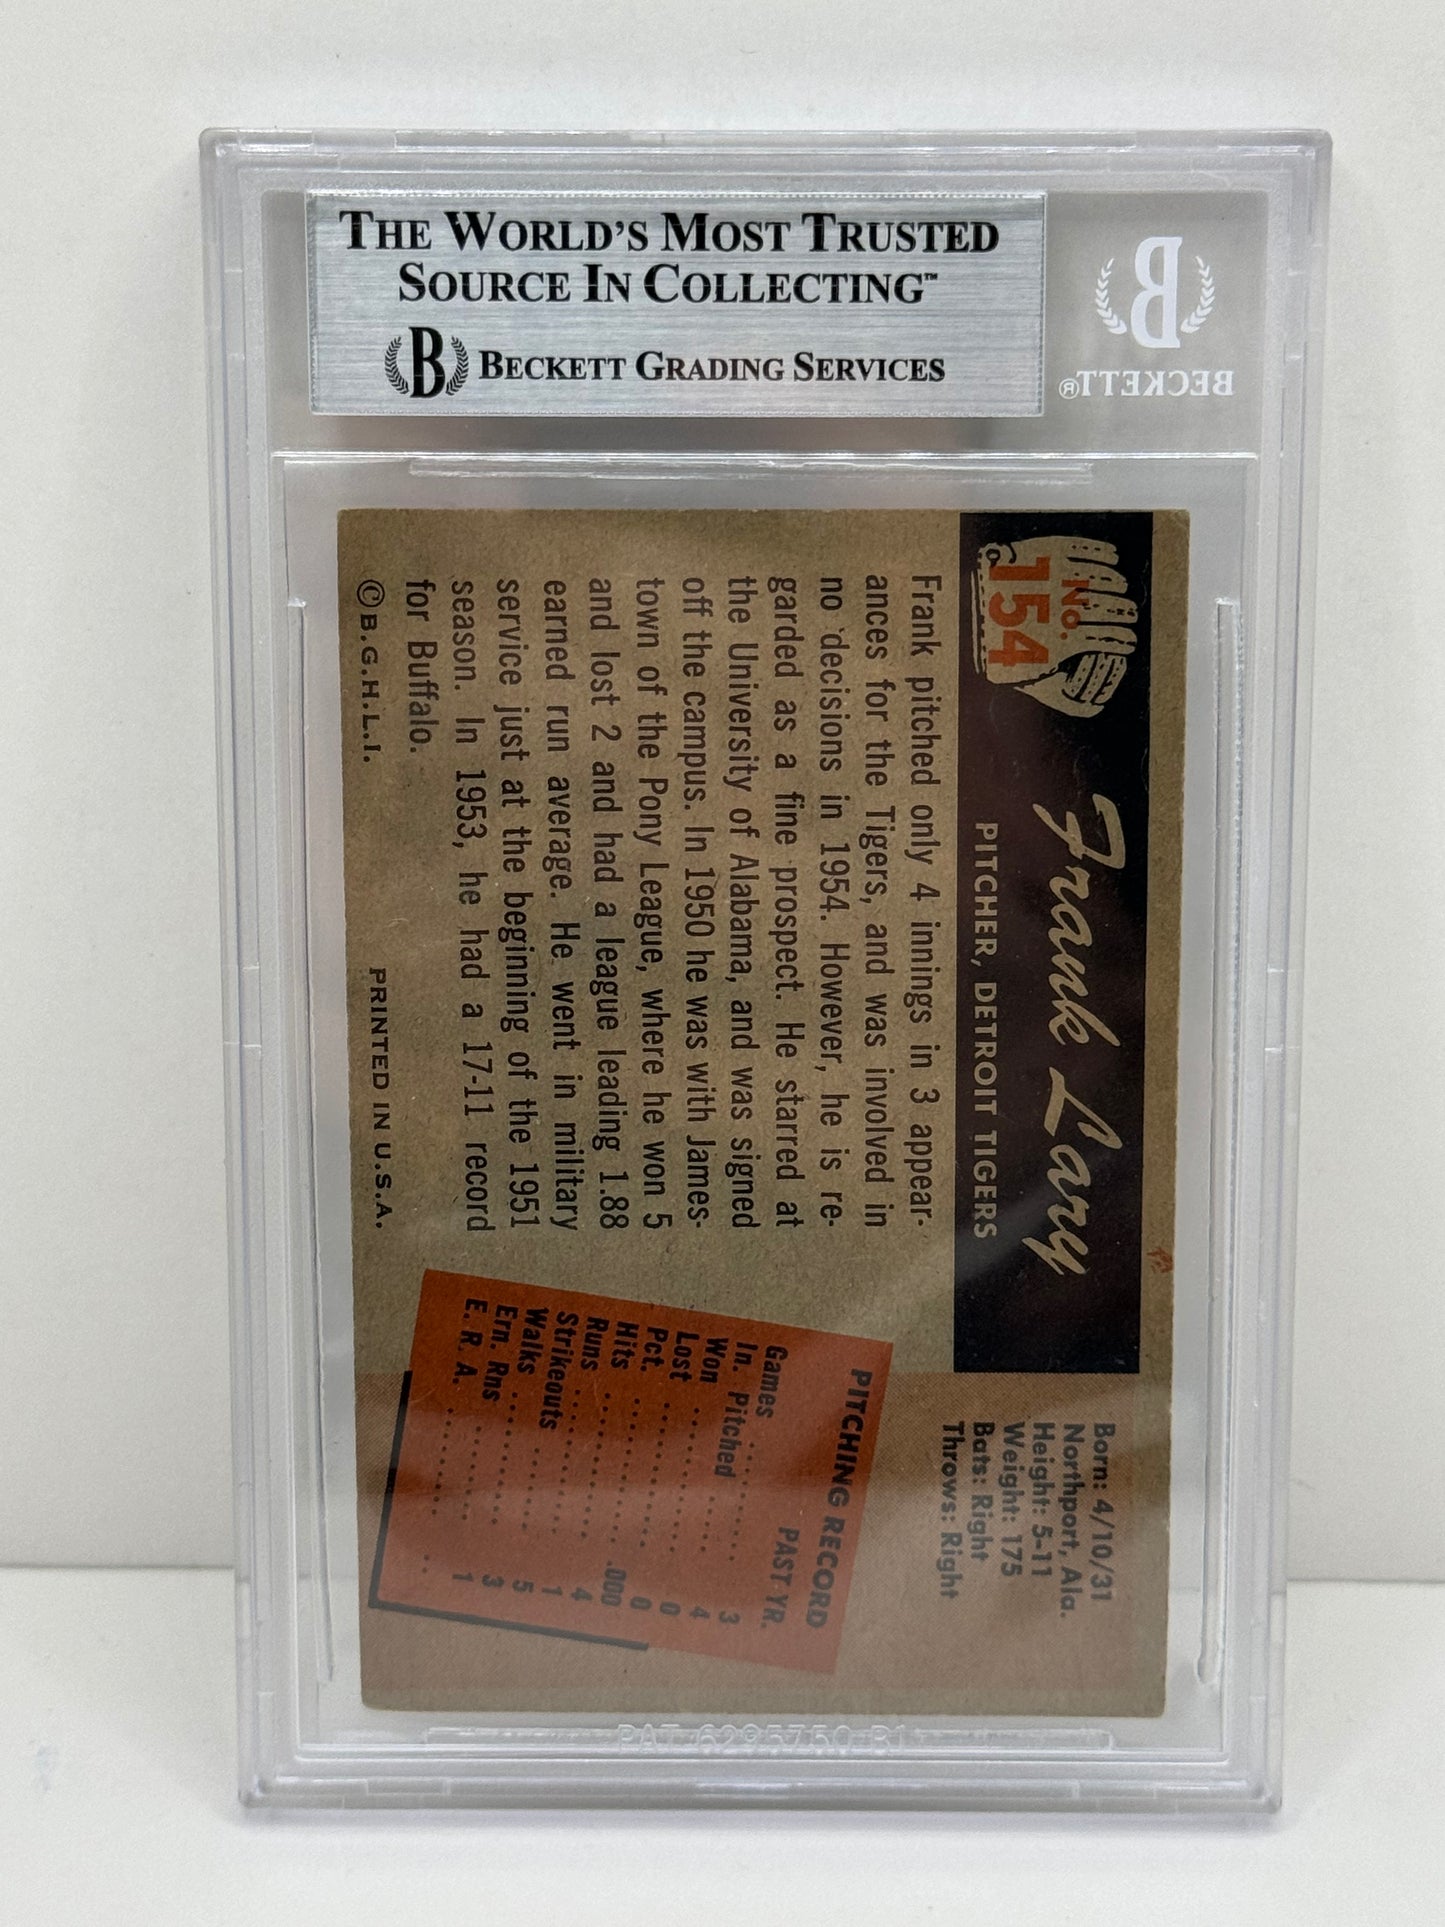 THE WORLD'S MOST TRUSTED
SOURCE IN COLLECTING™
B BECKETT GRADING SERVICES
B
BECKETT®
No.
154
Frank Lary
PITCHER, DETROIT TIGERS
Born: 4/10/31
Northport, Ala.
Height: 5-11
Weight: 175
Bats: Right
Throws: Right
Frank pitched only 4 innings in 3 appear-
ances for the Tigers, and was involved in
no decisions in 1954. However, he is re-
garded as a fine prospect. He starred at
the University of Alabama, and was signed
off the campus. In 1950 he was with James-
town of the Pony League, where he won 5
and lost 2 and had a league leading 1.88
earned run average. He went in military
service just at the beginning of the 1951
season. In 1953, he had a 17-11 record
for Buffalo.
© B.G.H.L.I.
PRINTED IN U.S.A.
PITCHING RECORD
PAST YR.
Games . . . . . . . . 3
In. Pitched . . . . . 4
Won . . . . . . . . 0
Lost . . . . . . . . 0
Pct. . . . . . . . . .000
Hits . . . . . . . . 4
Runs . . . . . . . . 1
Strikeouts . . . . . 5
Walks . . . . . . . 3
Ern. Rns . . . . . . 1
E. R. A. . . . . . . . .
PAT 6295750 B1